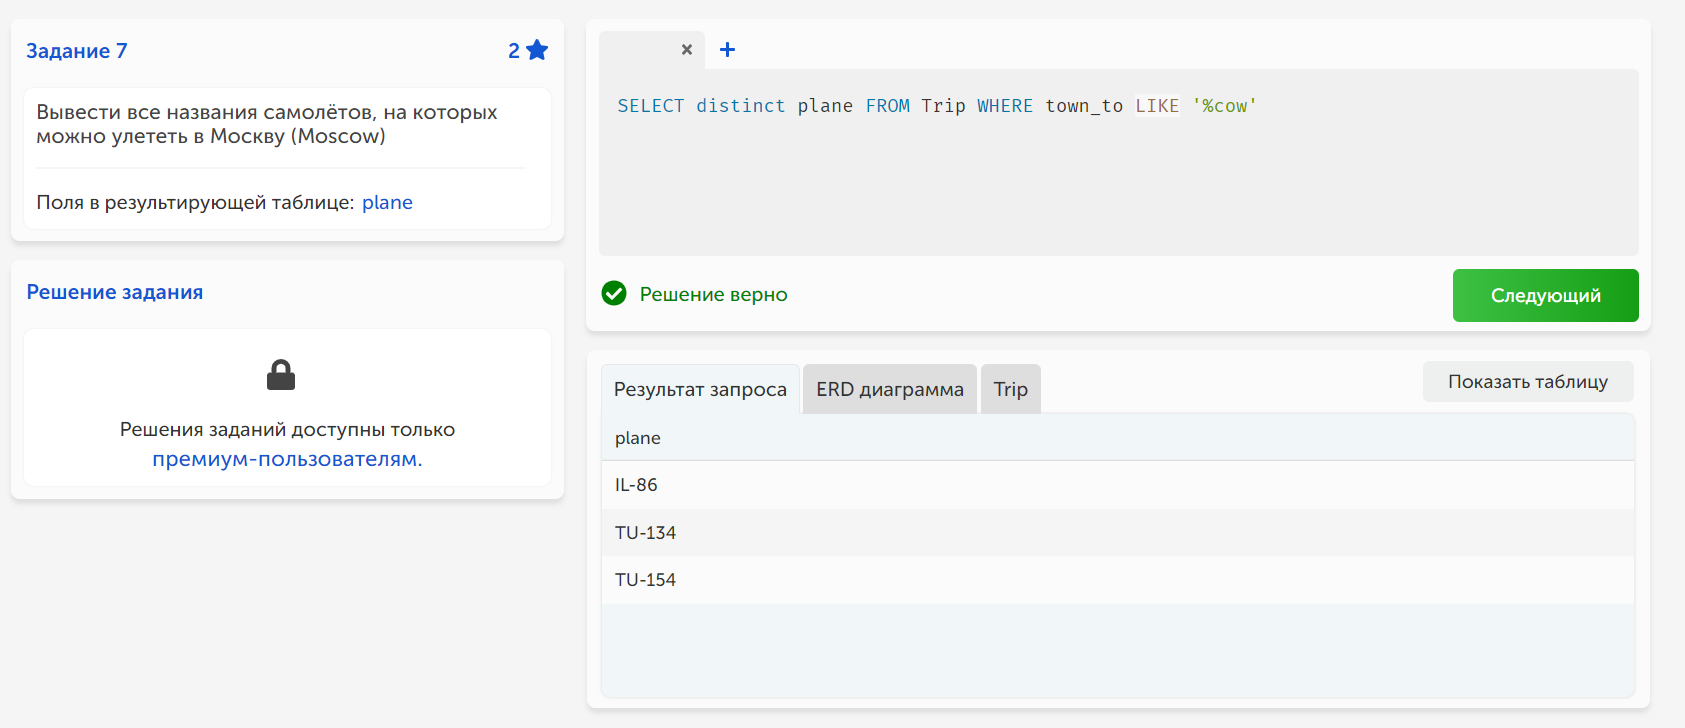 Задание 7
2
Вывести все названия самолётов, на которых
можно улететь в Москву (Moscow)
Поля в результирующей таблице: plane
Решение задания
Решения заданий доступны только
премиум-пользователям.
SELECT distinct plane FROM Trip WHERE town_to LIKE '%cow'
Решение верно
Следующий
Результат запроса
ERD диаграмма
Trip
Показать таблицу
plane
IL-86
TU-134
TU-154